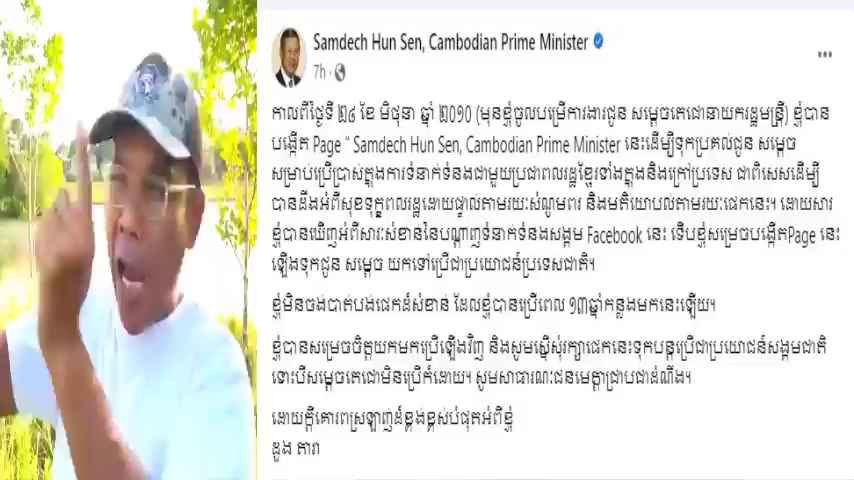 Samdech Hun Sen, Cambodian Prime Minister
7h ·
កាលពីថ្ងៃទី ២៤ ខែ មិថុនា ឆ្នាំ ២០១០ (មុនខ្ញុំចូលបម្រើការងារជូន សម្តេចតេជោនាយករដ្ឋមន្ត្រី) ខ្ញុំបាន
បង្កើត Page “ Samdech Hun Sen, Cambodian Prime Minister នេះដើម្បីទុកប្រគល់ជូន សម្តេច
សម្រាប់ប្រើប្រាស់ក្នុងការទំនាក់ទំនងជាមួយប្រជាពលរដ្ឋខ្មែរទាំងក្នុងនិងក្រៅប្រទេស ជាពិសេសដើម្បី
បានដឹងអំពីសុខទុក្ខពលរដ្ឋដោយផ្ទាល់តាមរយៈសំណូមពរ និងមតិយោបល់តាមរយៈផេកនេះ។ ដោយសារ
ខ្ញុំបានឃើញអំពីសារៈសំខាន់នៃបណ្តាញទំនាក់ទំនងសង្គម Facebook នេះ ទើបខ្ញុំសម្រេចបង្កើតPage នេះ
ឡើងទុកជូន សម្តេច យកទៅប្រើជាប្រយោជន៍ប្រទេសជាតិ។
ខ្ញុំមិនចង់បាត់បង់ផេកដ៏សំខាន់ ដែលខ្ញុំបានប្រើពេល ១៣ឆ្នាំកន្លងមកនេះឡើយ។
ខ្ញុំបានសម្រេចចិត្តយកមកប្រើឡើងវិញ និងសូមស្នើសុំរក្សាផេកនេះទុកបន្តប្រើជាប្រយោជន៍សង្គមជាតិ
ទោះបីសម្តេចតេជោមិនប្រើក៏ដោយ។ សូមសាធារណៈជនមេត្តាជ្រាបជាដំណឹង។
ដោយក្តីគោរពស្រឡាញ់ដ៏ខ្ពង់ខ្ពស់បំផុតអំពីខ្ញុំ
ដួង តារា